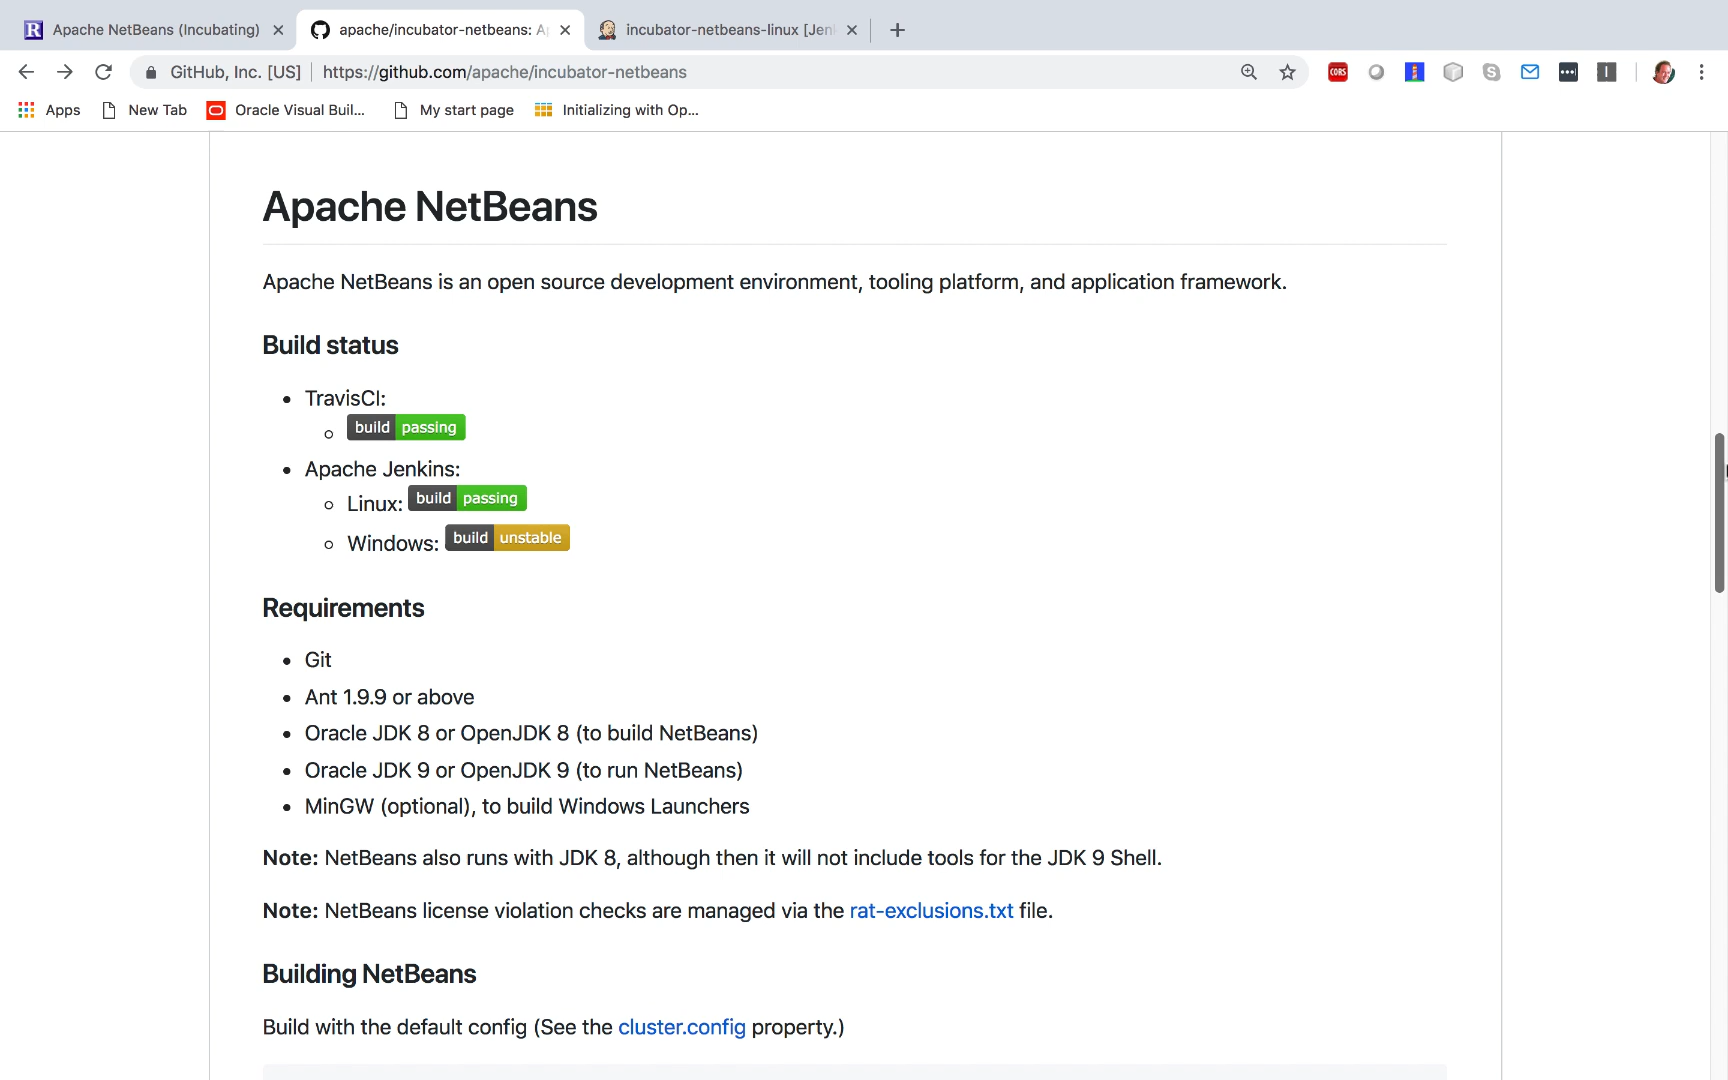 Apache NetBeans (Incubating)
apache/incubator-netbeans: A
incubator-netbeans-linux [Jen
GitHub, Inc. [US]
https://github.com/apache/incubator-netbeans
CORS
Apps
New Tab
Oracle Visual Buil...
My start page
Initializing with Op...
Apache NetBeans
Apache NetBeans is an open source development environment, tooling platform, and application framework.
Build status
TravisCI:
build passing
Apache Jenkins:
Linux: build passing
Windows: build unstable
Requirements
Git
Ant 1.9.9 or above
Oracle JDK 8 or OpenJDK 8 (to build NetBeans)
Oracle JDK 9 or OpenJDK 9 (to run NetBeans)
MinGW (optional), to build Windows Launchers
Note: NetBeans also runs with JDK 8, although then it will not include tools for the JDK 9 Shell.
Note: NetBeans license violation checks are managed via the rat-exclusions.txt file.
Building NetBeans
Build with the default config (See the cluster.config property.)